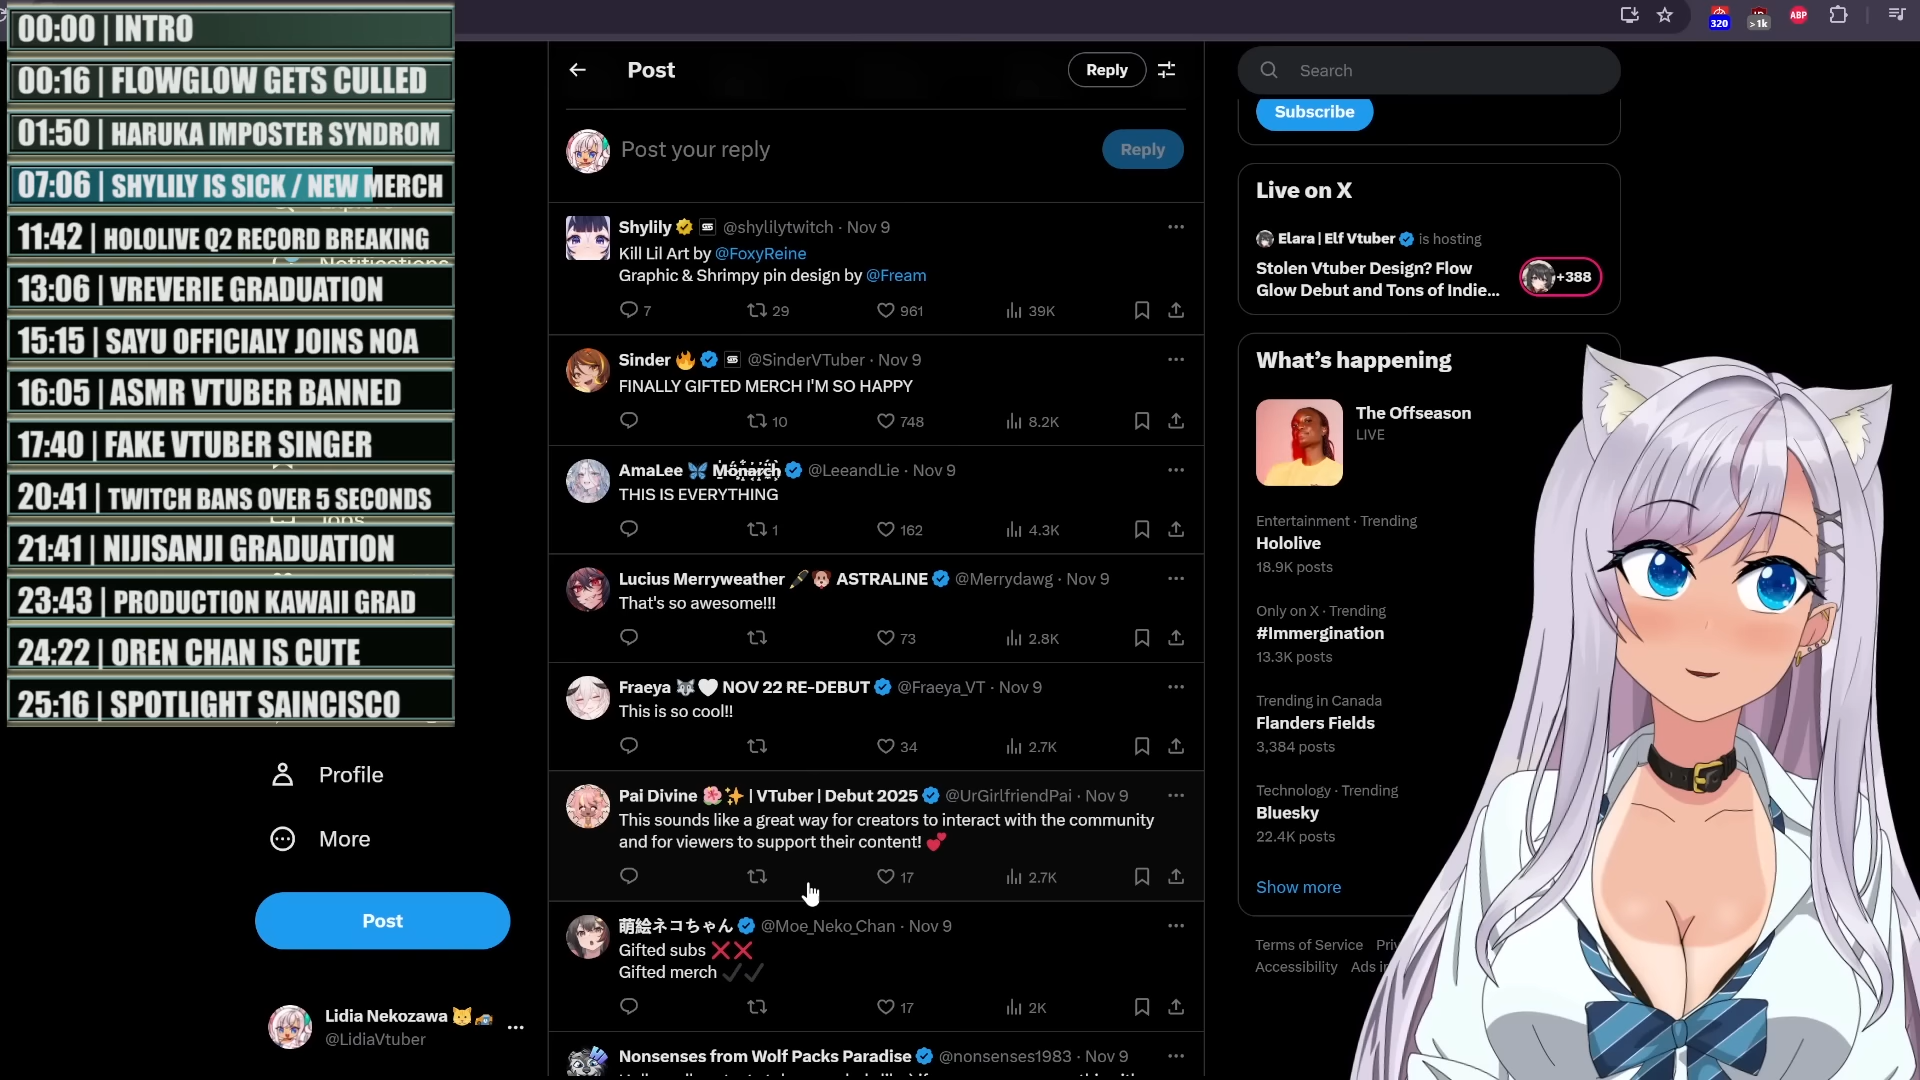 00:00 | INTRO
00:16 | FLOWGLOW GETS CULLED
01:50 | HARUKA IMPOSTER SYNDROM
07:06 | SHYLILY IS SICK / NEW MERCH
11:42 | HOLOLIVE Q2 RECORD BREAKING
13:06 | VREVERIE GRADUATION
15:15 | SAYU OFFICIALY JOINS NOA
16:05 | ASMR VTUBER BANNED
17:40 | FAKE VTUBER SINGER
20:41 | TWITCH BANS OVER 5 SECONDS
21:41 | NIJISANJI GRADUATION
23:43 | PRODUCTION KAWAII GRAD
24:22 | OREN CHAN IS CUTE
25:16 | SPOTLIGHT SAINCISCO
Profile
More
Post
Lidia Nekozawa 🐱
@LidiaVtuber
Post
Reply
Post your reply
Reply
Shylily @shylilytwitch · Nov 9
Kill Lil Art by @FoxyReine
Graphic & Shrimpy pin design by @Fream
7 29 961 39K
Sinder 🔥 @SinderVTuber · Nov 9
FINALLY GIFTED MERCH I'M SO HAPPY
10 748 8.2K
AmaLee 🦋 Monarch @LeeandLie · Nov 9
THIS IS EVERYTHING
1 162 4.3K
Lucius Merryweather 🖋️🐶 ASTRALINE @Merrydawg · Nov 9
That's so awesome!!!
73 2.8K
Fraeya 🐺🤍 NOV 22 RE-DEBUT @Fraeya_VT · Nov 9
This is so cool!!
34 2.7K
Pai Divine 🌺✨ | VTuber | Debut 2025 @UrGirlfriendPai · Nov 9
This sounds like a great way for creators to interact with the community
and for viewers to support their content! 💕
17 2.7K
萌絵ネコちゃん @Moe_Neko_Chan · Nov 9
Gifted subs ❌❌
Gifted merch ✔✔
17 2K
Nonsenses from Wolf Packs Paradise @nonsenses1983 · Nov 9
320
>1k
ABP
Search
Subscribe
Live on X
Elara | Elf Vtuber is hosting
Stolen Vtuber Design? Flow
Glow Debut and Tons of Indie...
+388
What's happening
The Offseason
LIVE
Entertainment · Trending
Hololive
18.9K posts
Only on X · Trending
#Immergination
13.3K posts
Trending in Canada
Flanders Fields
3,384 posts
Technology · Trending
Bluesky
22.4K posts
Show more
Terms of Service
Accessibility